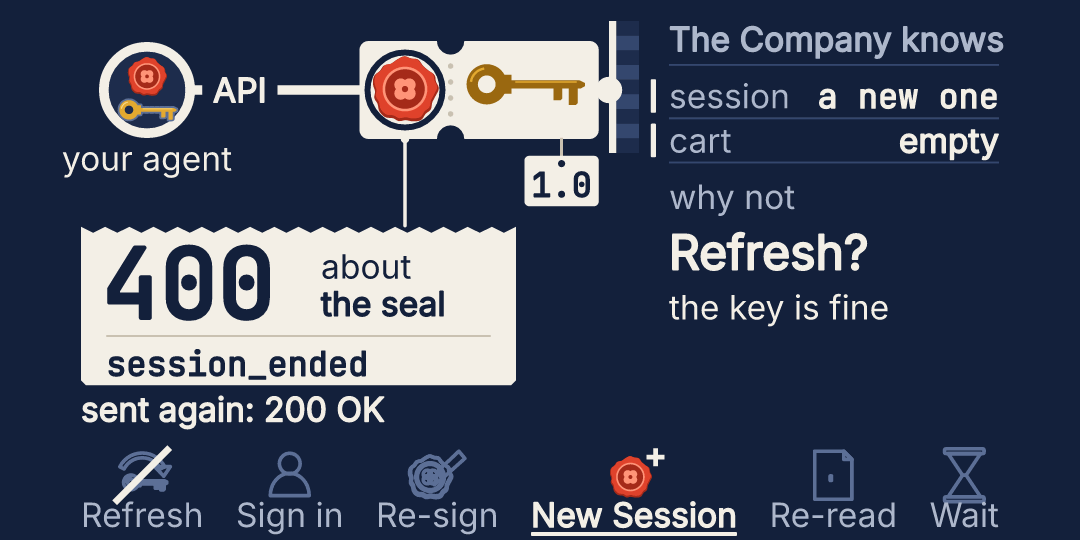 The Company knows
API
session a new one
your agent
cart empty
1.0
why not
Refresh?
the key is fine
400
about
the seal
session_ended
sent again: 200 OK
Refresh Sign in Re-sign New Session Re-read Wait